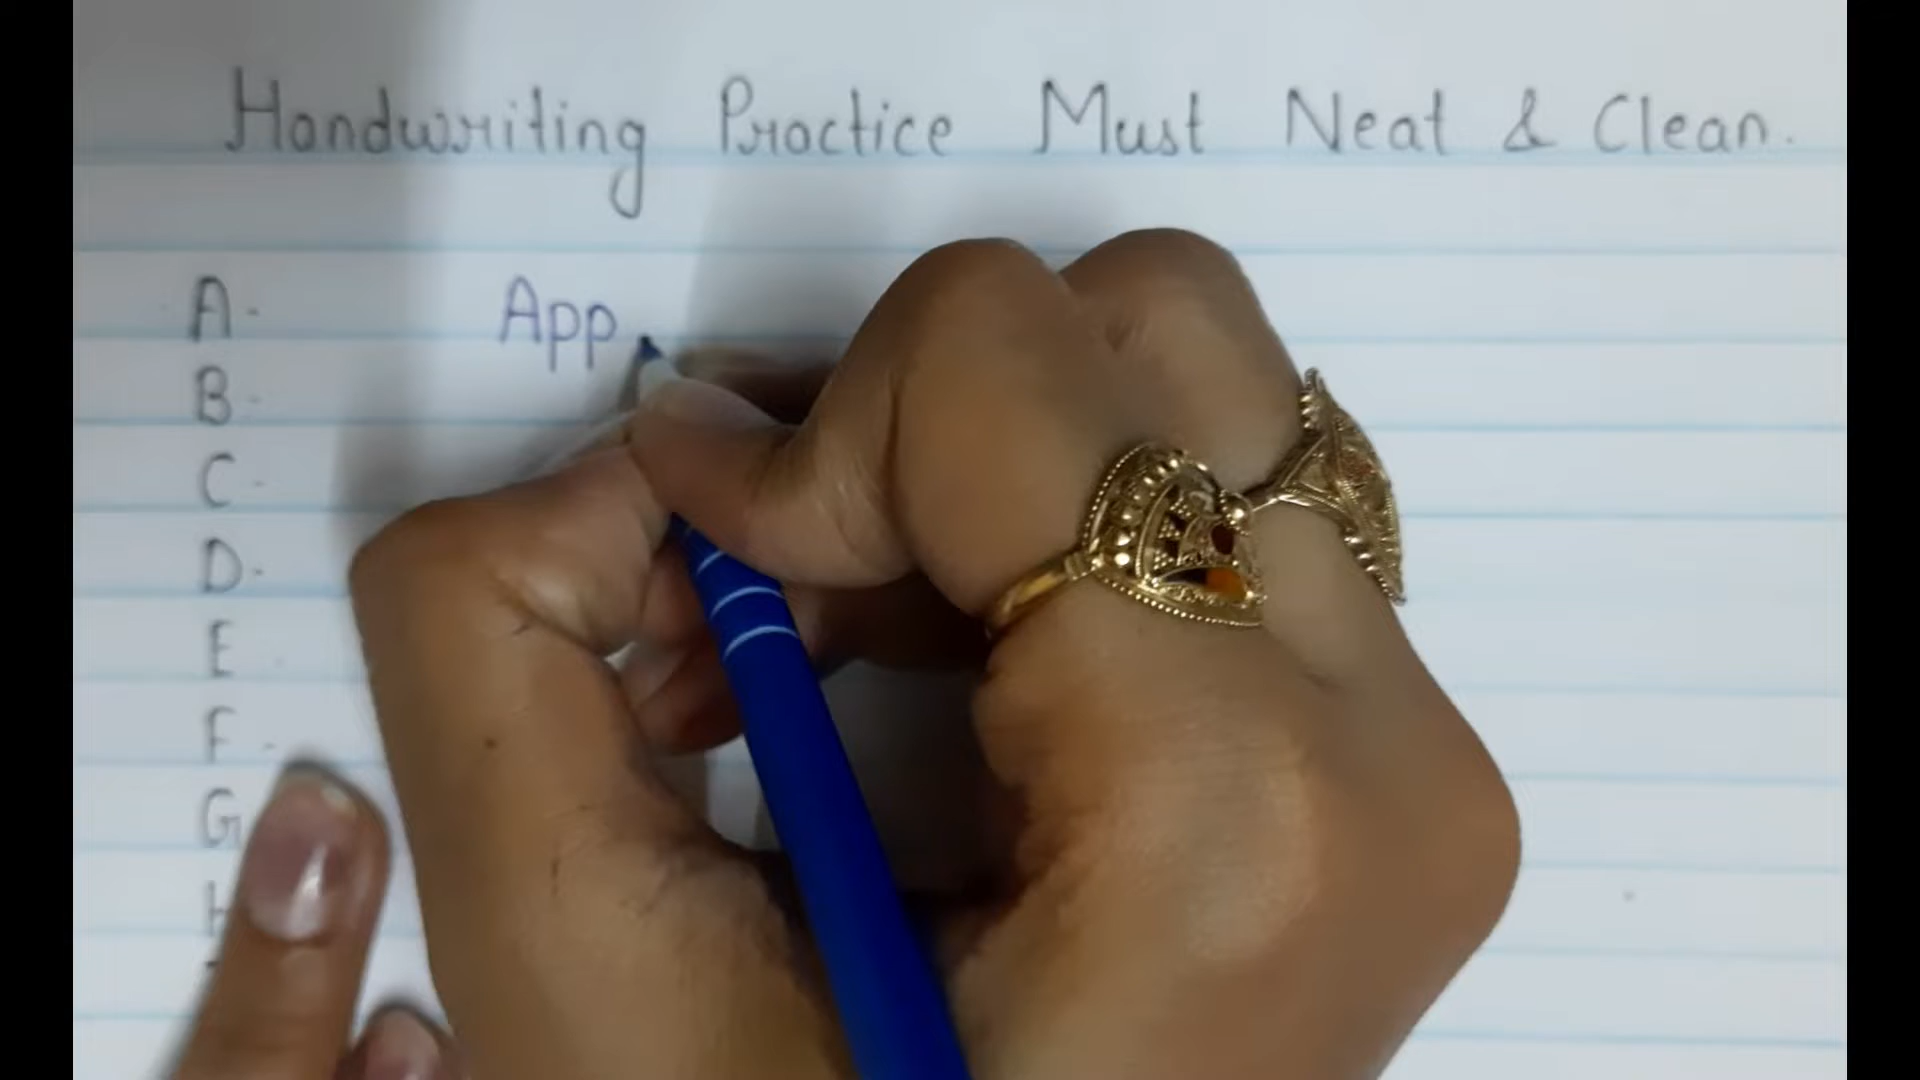 Handwriting Practice Must Neat & Clean.
A- App
B-
C-
D-
E
F-
G
H